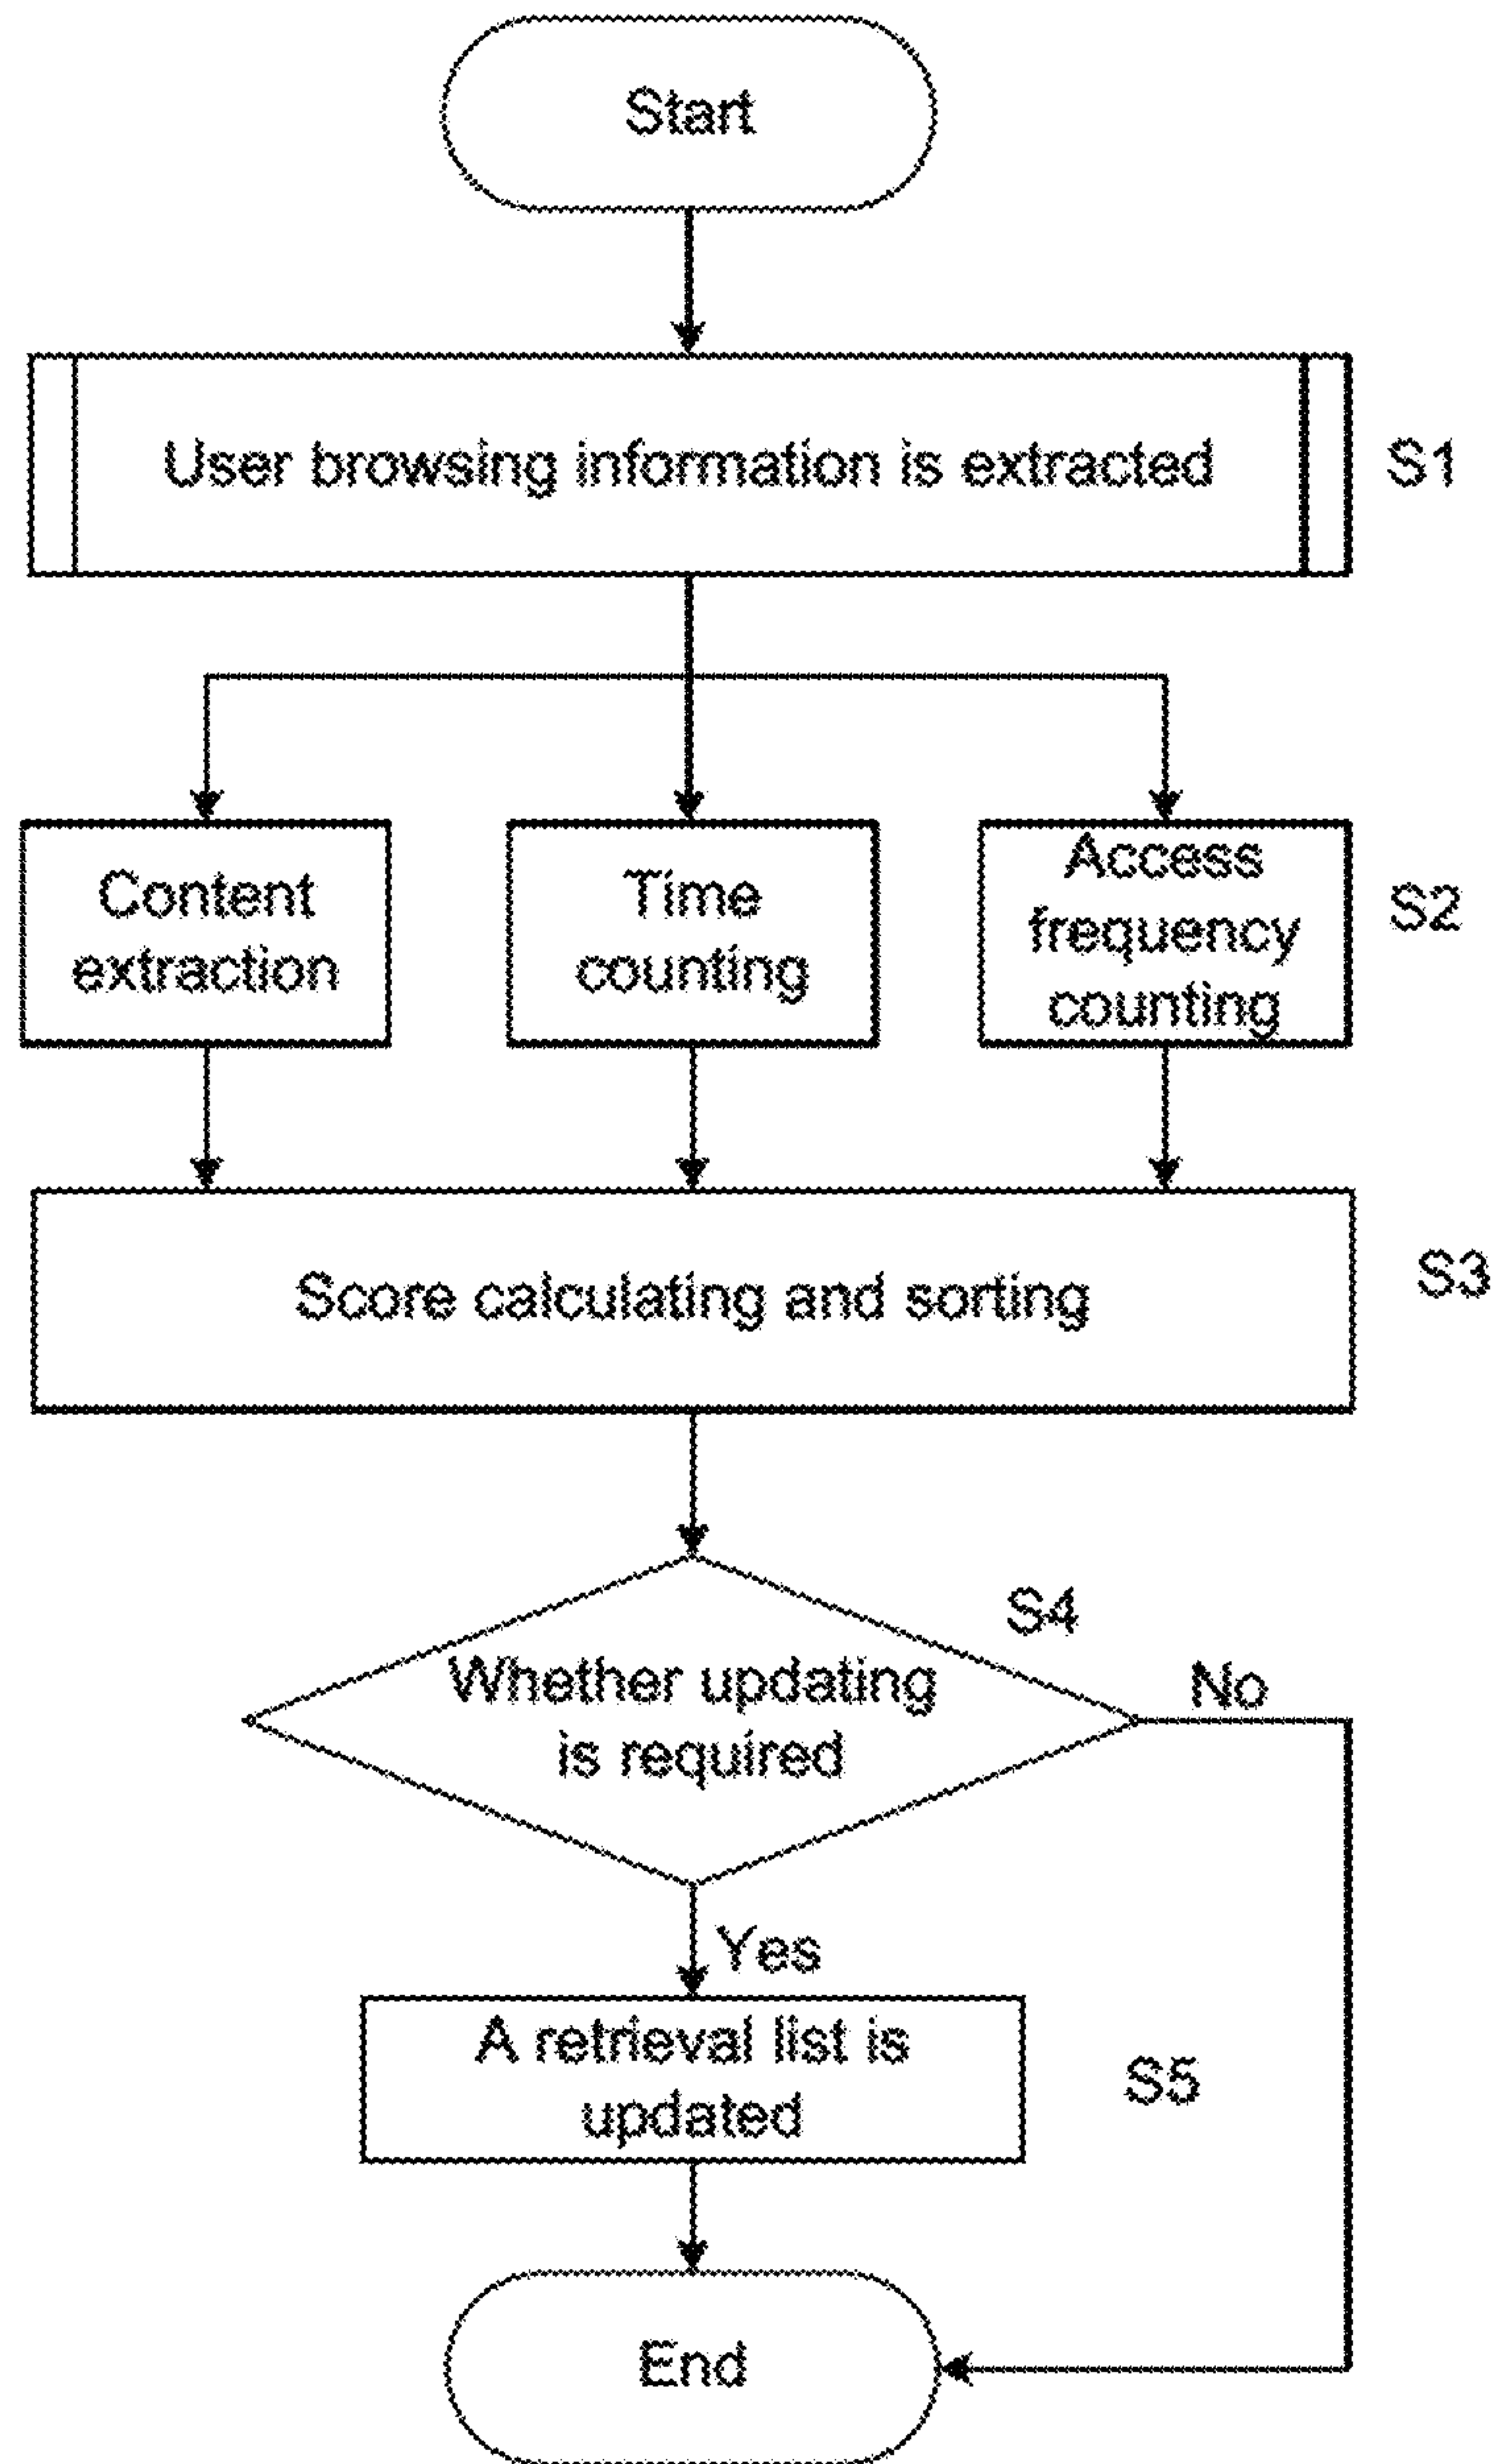 Start
User browsing information is extracted
S1
Content
extraction
Time
counting
Access
frequency
counting
S2
Score calculating and sorting
S3
S4
Whether updating
is required
No
Yes
A retrieval list is
updated
S5
End